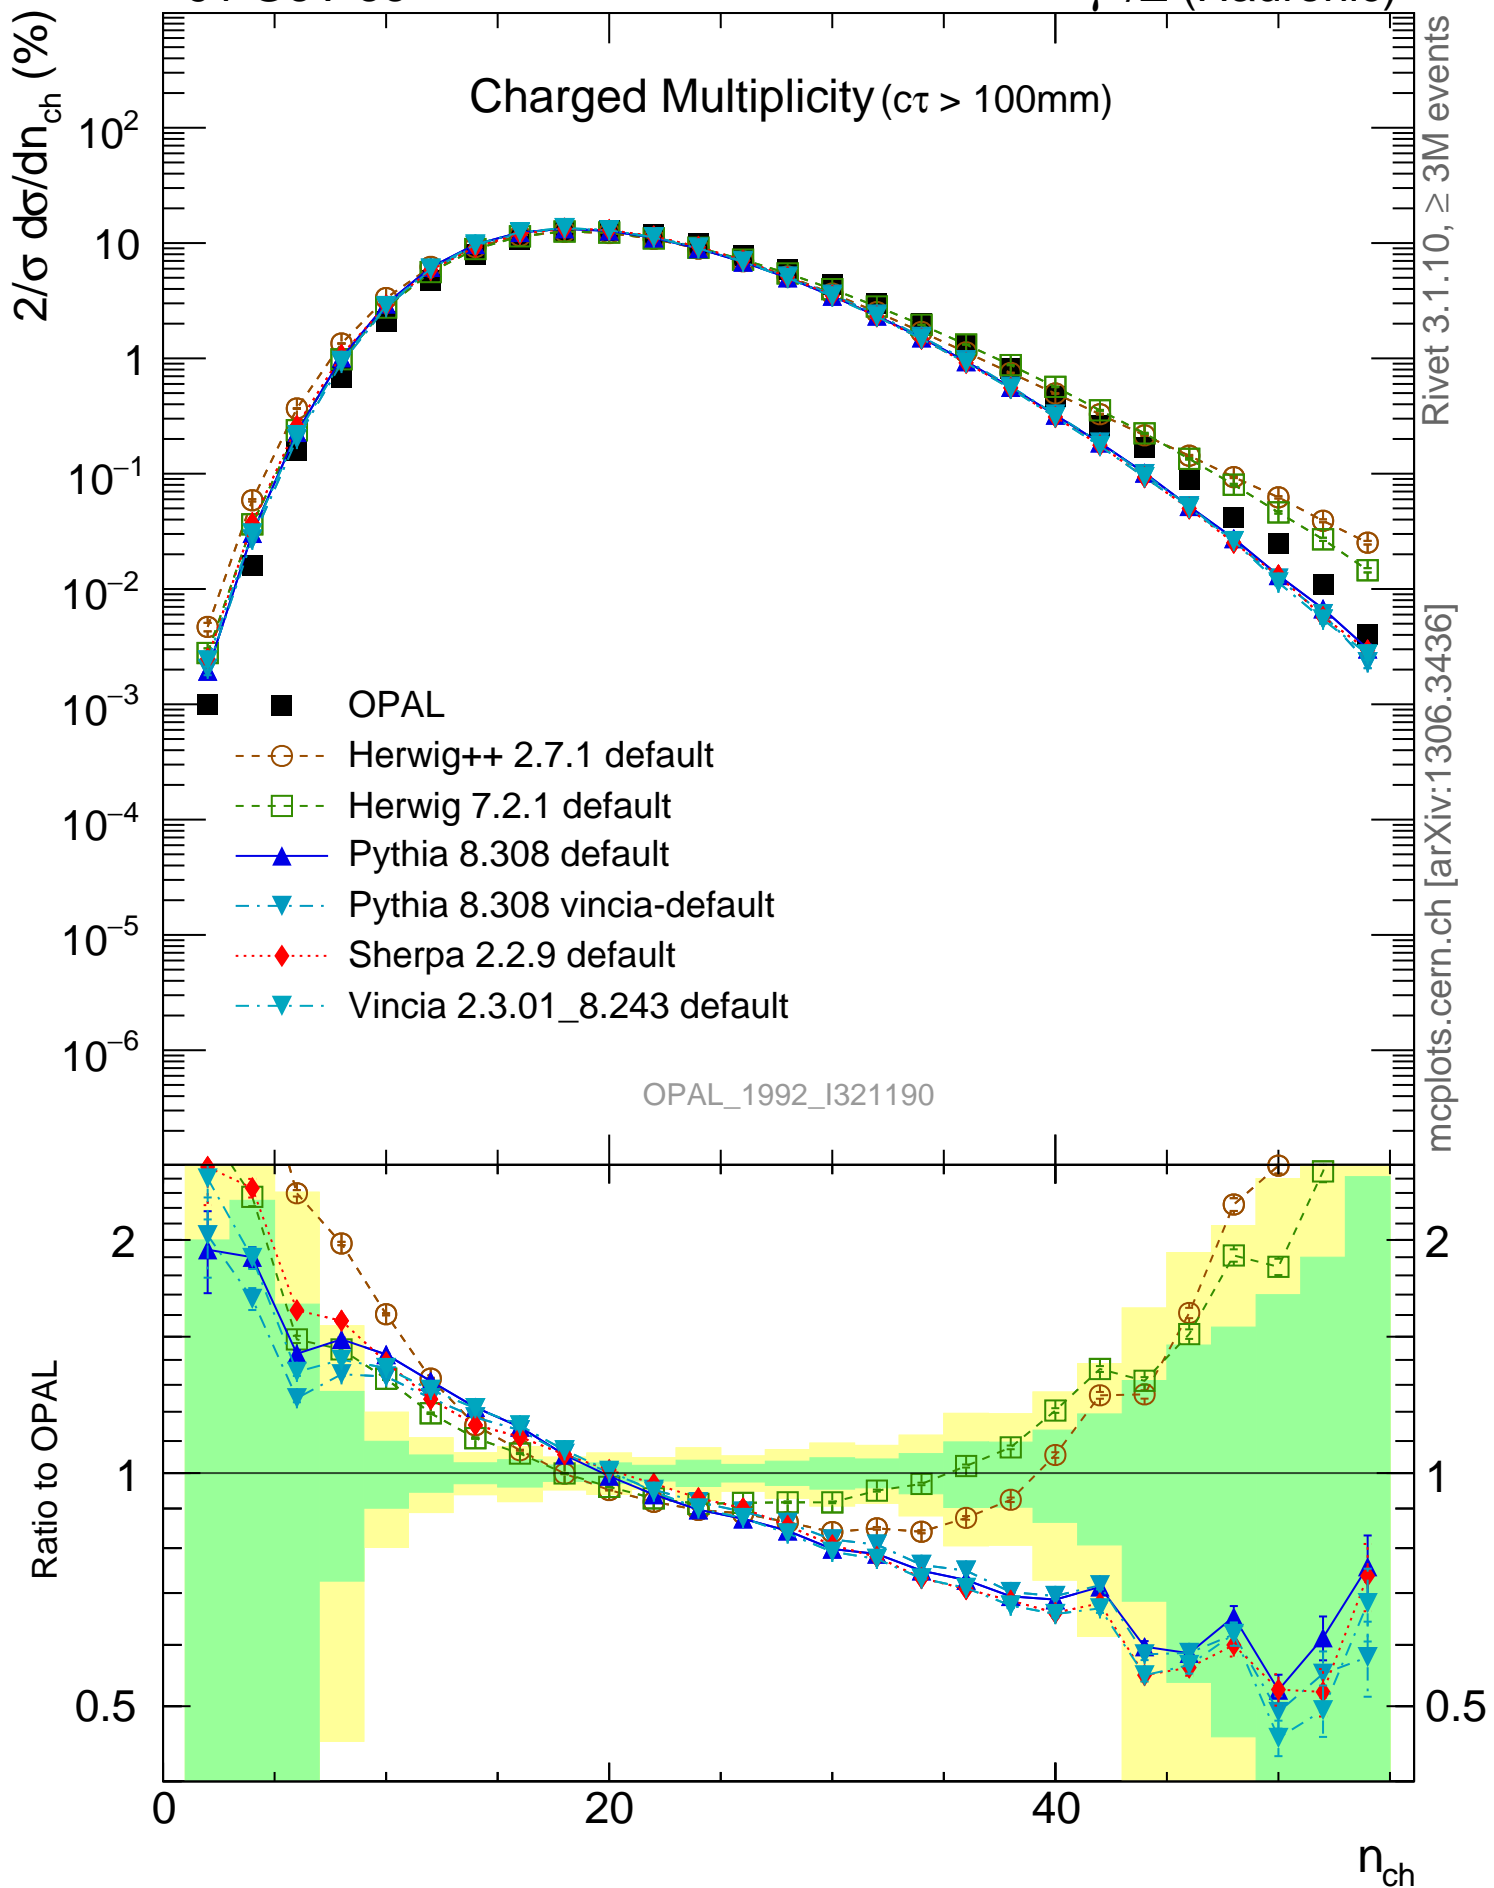 2/σ dσ/dn_ch (%)
Charged Multiplicity (cτ > 100mm)
10²
10
1
10⁻¹
10⁻²
10⁻³
10⁻⁴
10⁻⁵
10⁻⁶
OPAL
Herwig++ 2.7.1 default
Herwig 7.2.1 default
Pythia 8.308 default
Pythia 8.308 vincia-default
Sherpa 2.2.9 default
Vincia 2.3.01_8.243 default
OPAL_1992_I321190
Rivet 3.1.10, ≥ 3M events
mcplots.cern.ch [arXiv:1306.3436]
Ratio to OPAL
2
1
0.5
2
1
0.5
0 20 40
n_ch